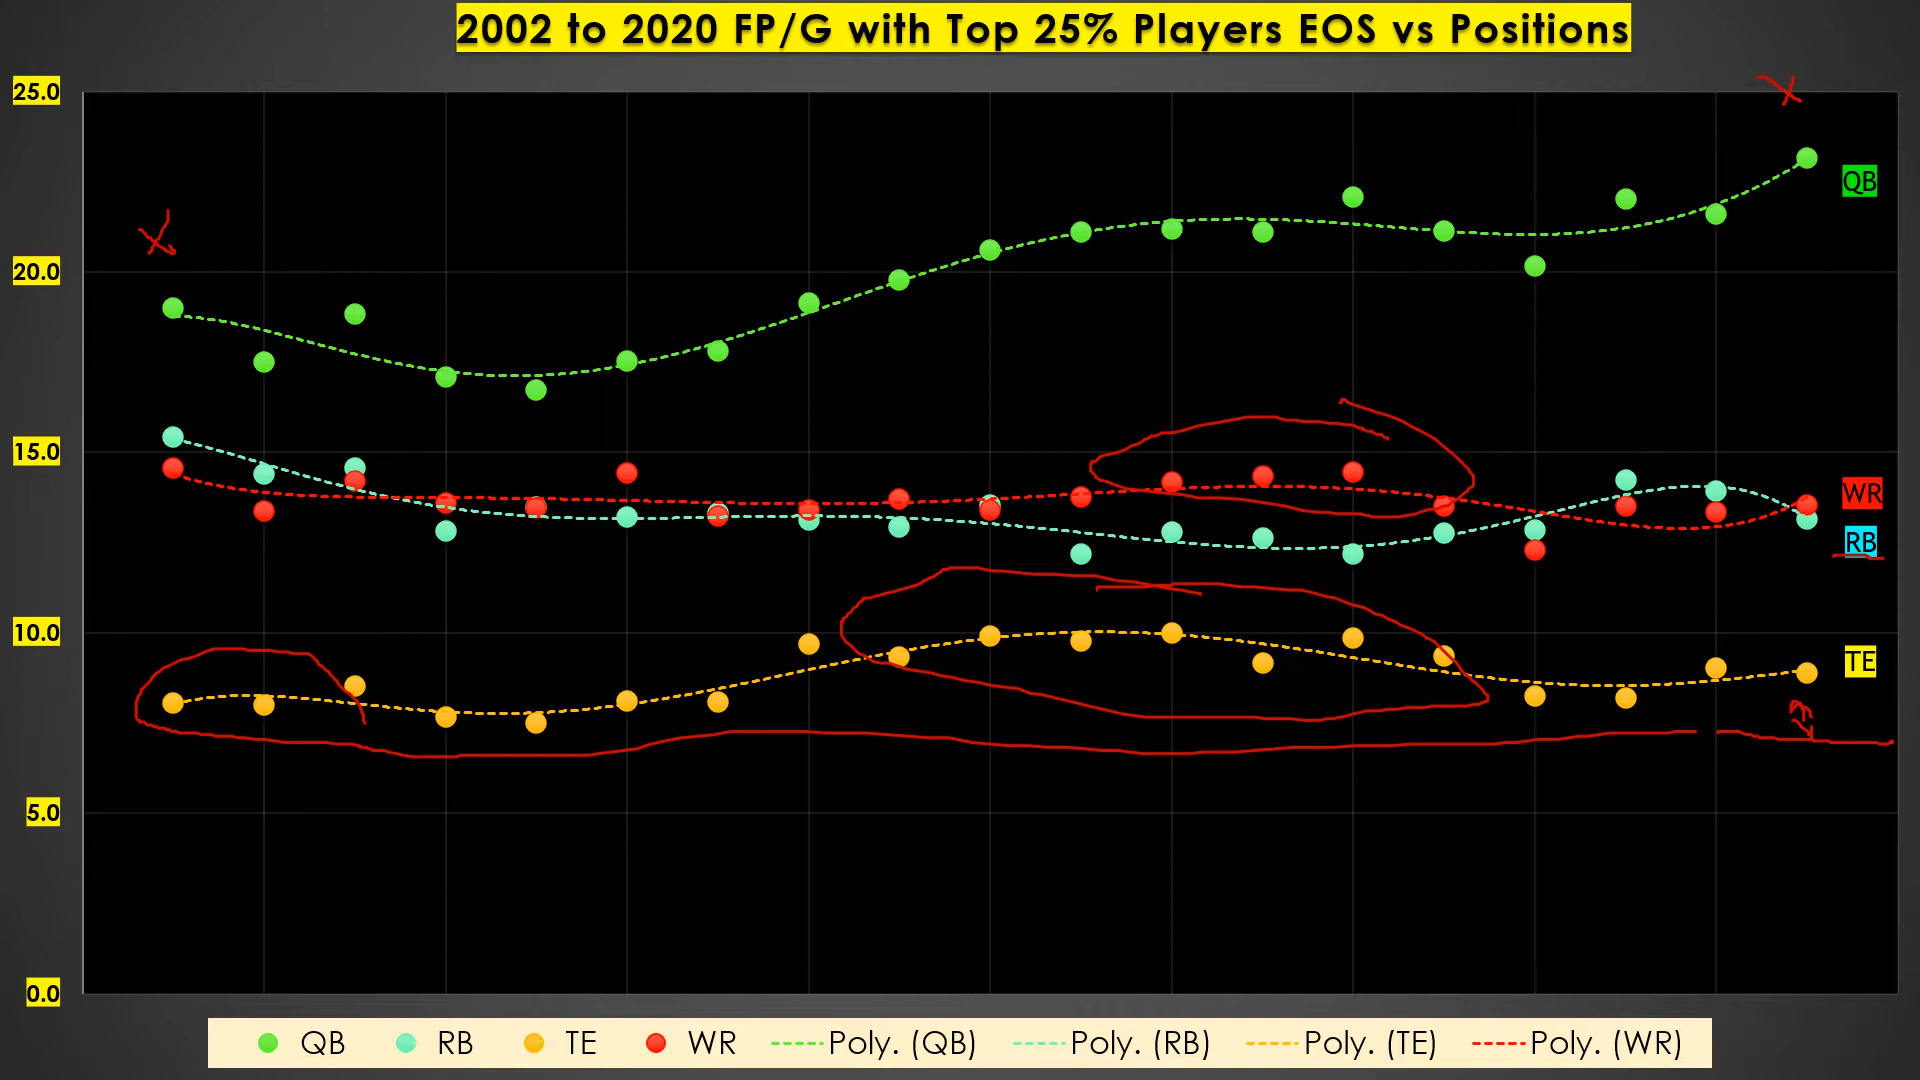 2002 to 2020 FP/G with Top 25% Players EOS vs Positions
25.0
20.0
15.0
10.0
5.0
0.0
QB
WR
RB
TE
QB RB TE WR Poly. (QB) Poly. (RB) Poly. (TE) Poly. (WR)